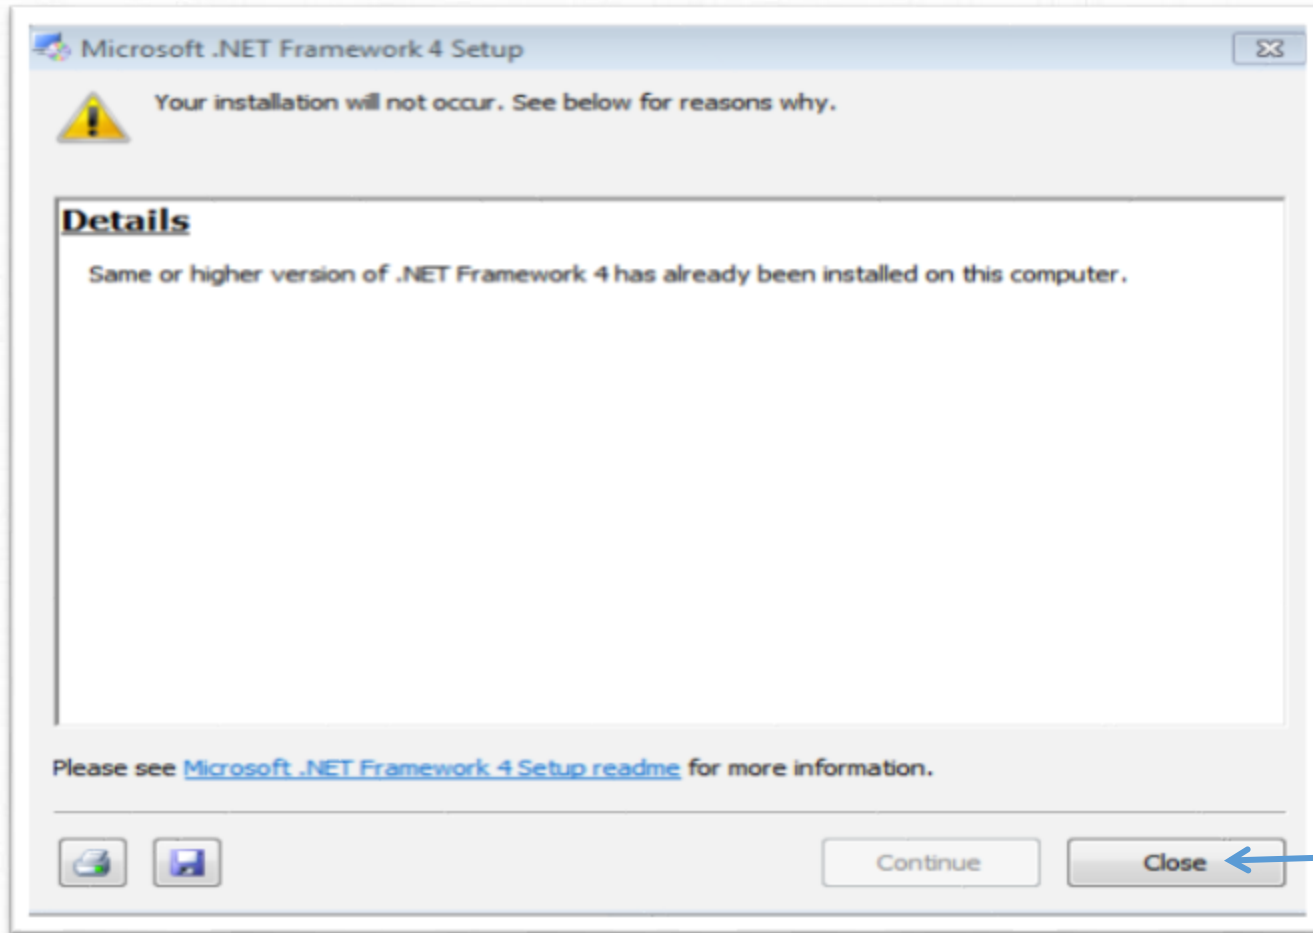 Microsoft .NET Framework 4 Setup
Your installation will not occur. See below for reasons why.
Details
Same or higher version of .NET Framework 4 has already been installed on this computer.
Please see Microsoft .NET Framework 4 Setup readme for more information.
Continue
Close